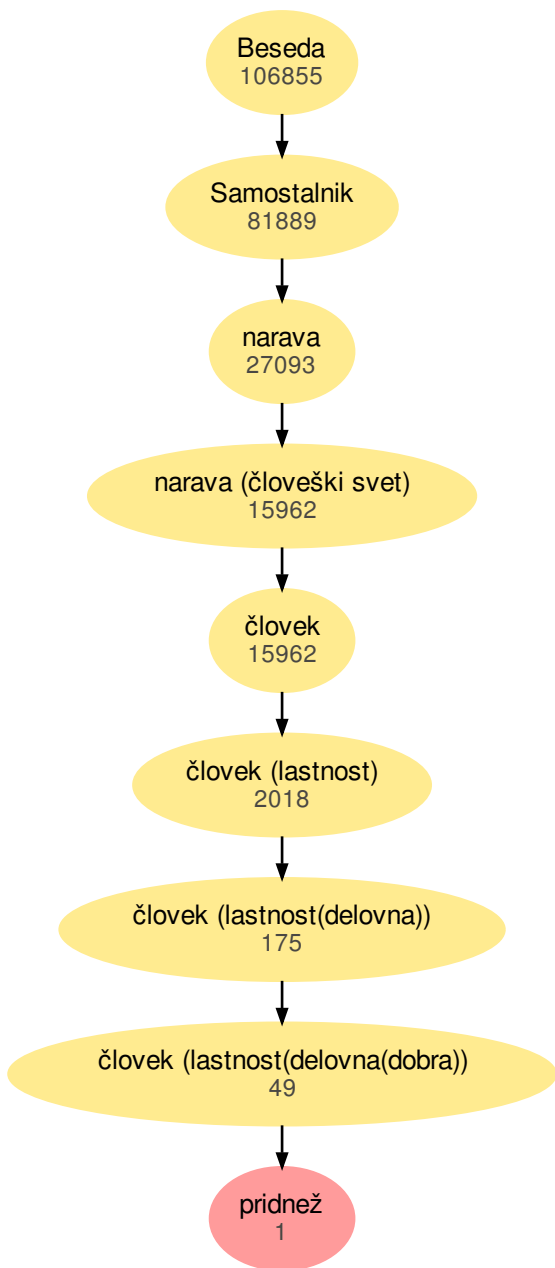 Beseda
106855
Samostalnik
81889
narava
27093
narava (človeški svet)
15962
človek
15962
človek (lastnost)
2018
človek (lastnost(delovna))
175
človek (lastnost(delovna(dobra))
49
pridnež
1